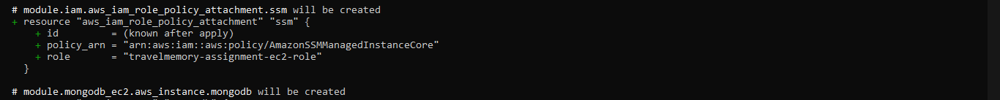 # module.iam.aws_iam_role_policy_attachment.ssm will be created
+ resource "aws_iam_role_policy_attachment" "ssm" {
+ id = (known after apply)
+ policy_arn = "arn:aws:iam::aws:policy/AmazonSSMManagedInstanceCore"
+ role = "travelmemory-assignment-ec2-role"
}
# module.mongodb_ec2.aws_instance.mongodb will be created